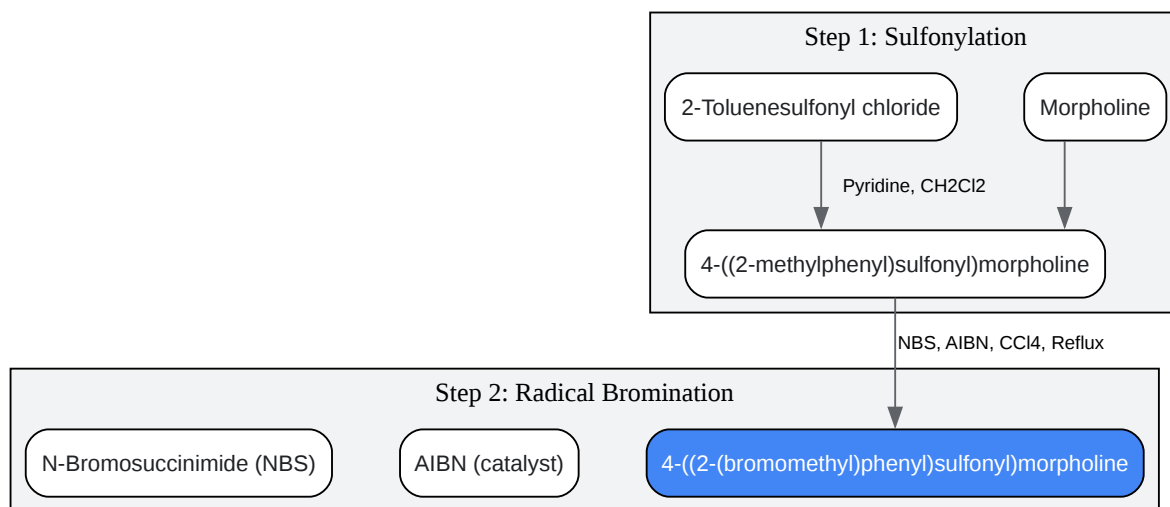 Step 1: Sulfonylation
2-Toluenesulfonyl chloride
Morpholine
Pyridine, CH2Cl2
4-((2-methylphenyl)sulfonyl)morpholine
NBS, AIBN, CCl4, Reflux
Step 2: Radical Bromination
N-Bromosuccinimide (NBS)
AIBN (catalyst)
4-((2-(bromomethyl)phenyl)sulfonyl)morpholine